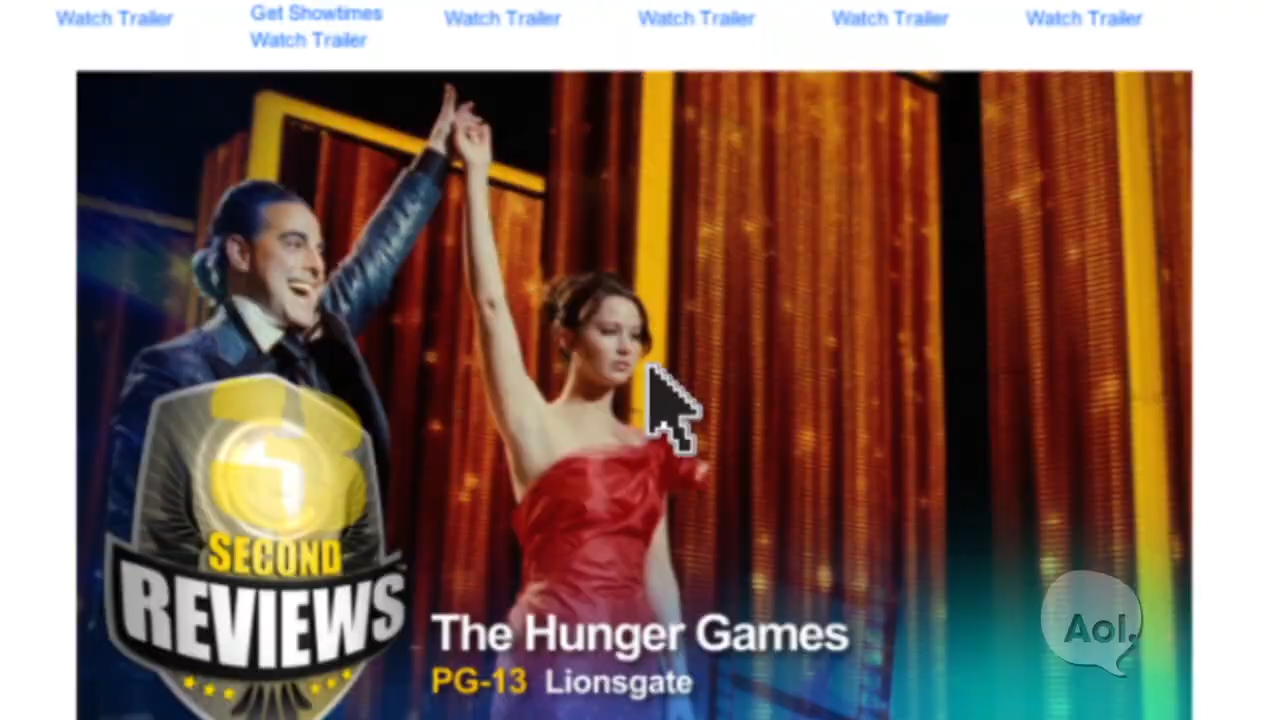 Watch Trailer
Get Showtimes
Watch Trailer
Watch Trailer
Watch Trailer
Watch Trailer
Watch Trailer
SECOND
REVIEWS
The Hunger Games
PG-13 Lionsgate
Aol.